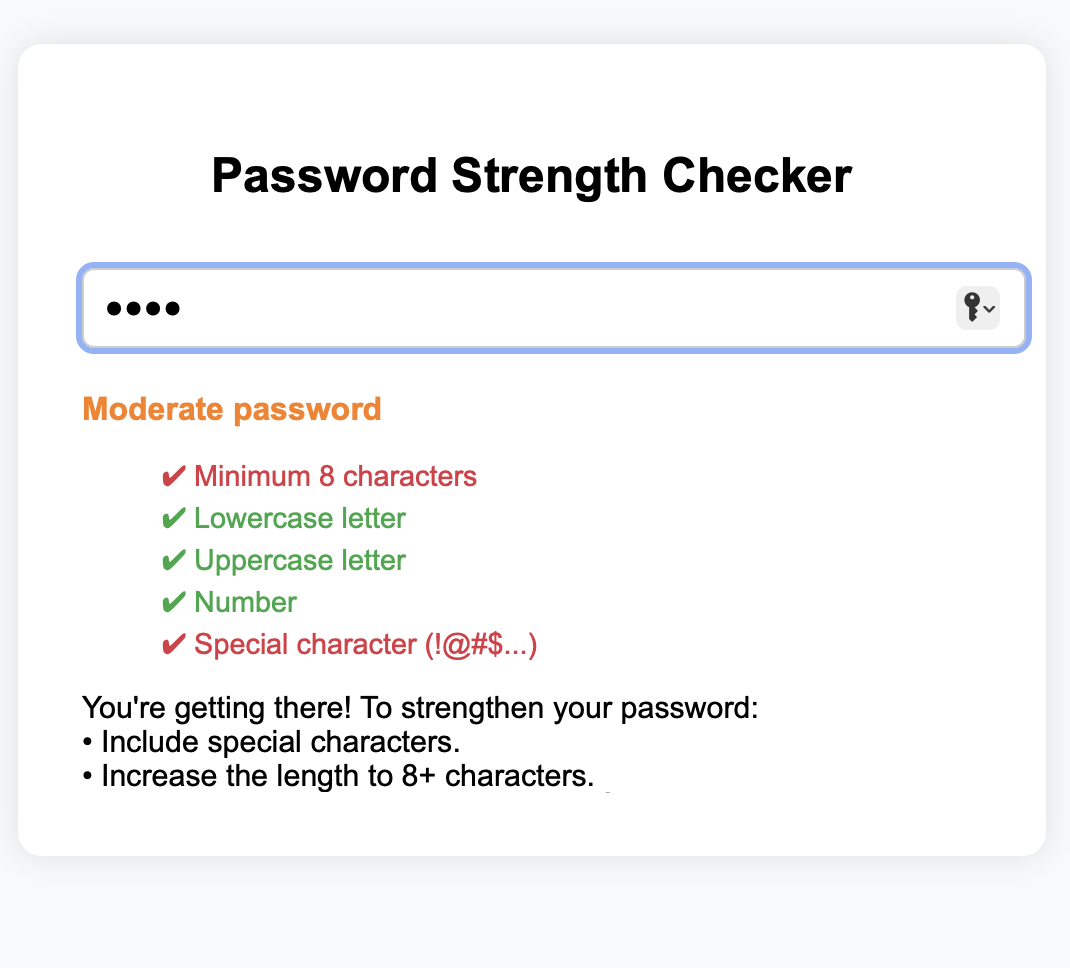 Password Strength Checker
••••
Moderate password
✔ Minimum 8 characters
✔ Lowercase letter
✔ Uppercase letter
✔ Number
✔ Special character (!@#$...)
You're getting there! To strengthen your password:
• Include special characters.
• Increase the length to 8+ characters.